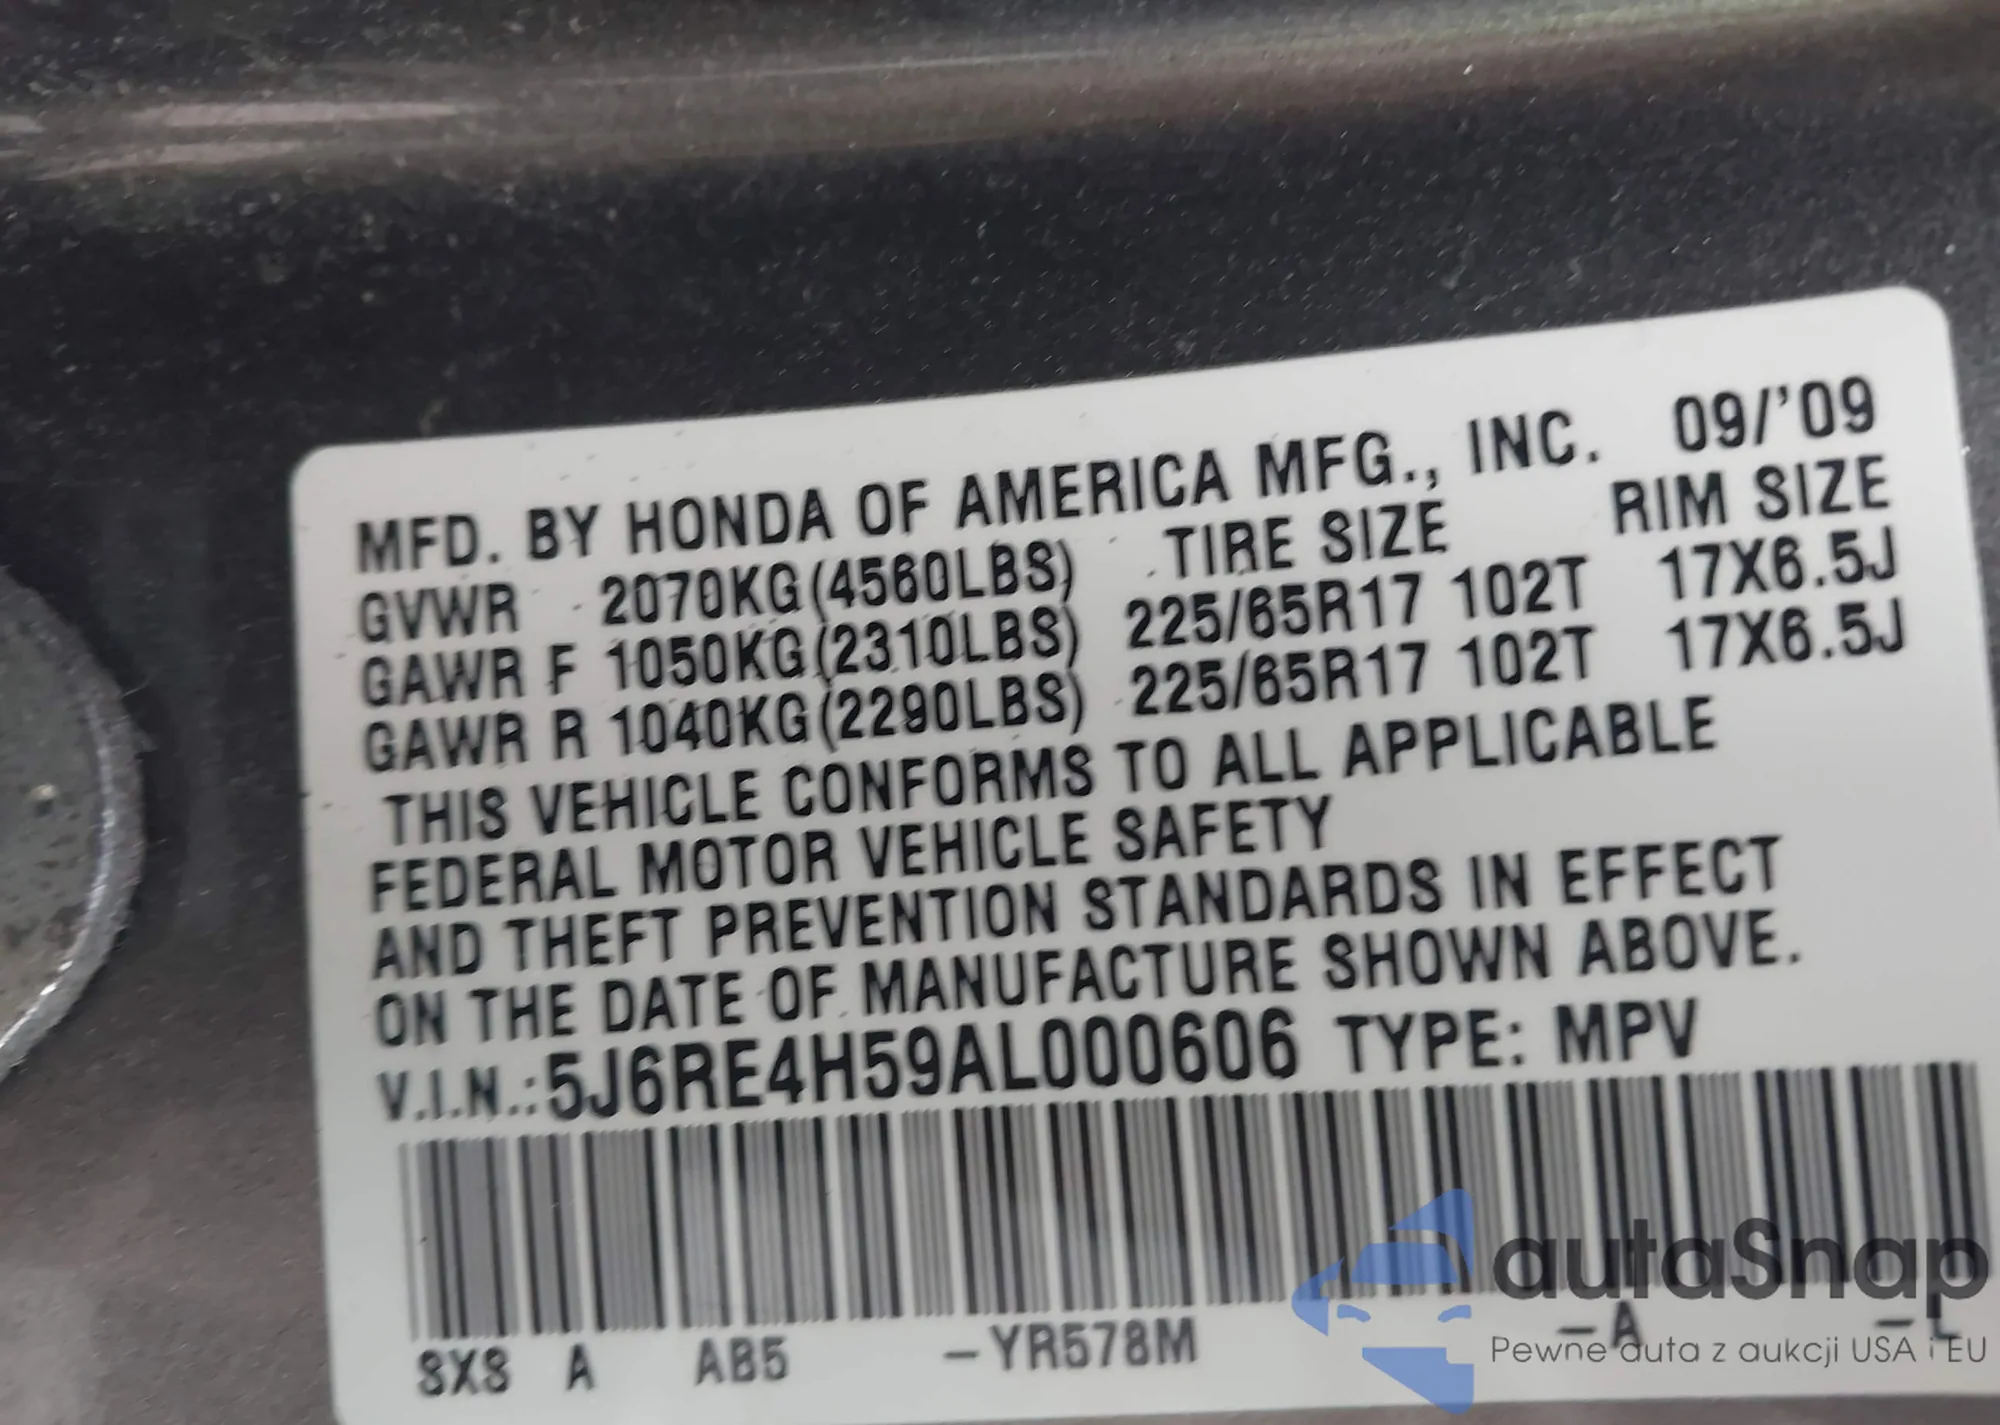 MFD. BY HONDA OF AMERICA MFG., INC. 09/'09
GVWR 2070KG(4560LBS) TIRE SIZE RIM SIZE
GAWR F 1050KG(2310LBS) 225/65R17 102T 17X6.5J
GAWR R 1040KG(2290LBS) 225/65R17 102T 17X6.5J
THIS VEHICLE CONFORMS TO ALL APPLICABLE
FEDERAL MOTOR VEHICLE SAFETY
AND THEFT PREVENTION STANDARDS IN EFFECT
ON THE DATE OF MANUFACTURE SHOWN ABOVE.
V.I.N.:5J6RE4H59AL000606 TYPE: MPV
SXS A AB5 -YR578M -A -L
autaSnap
Pewne auta z aukcji USA i EU